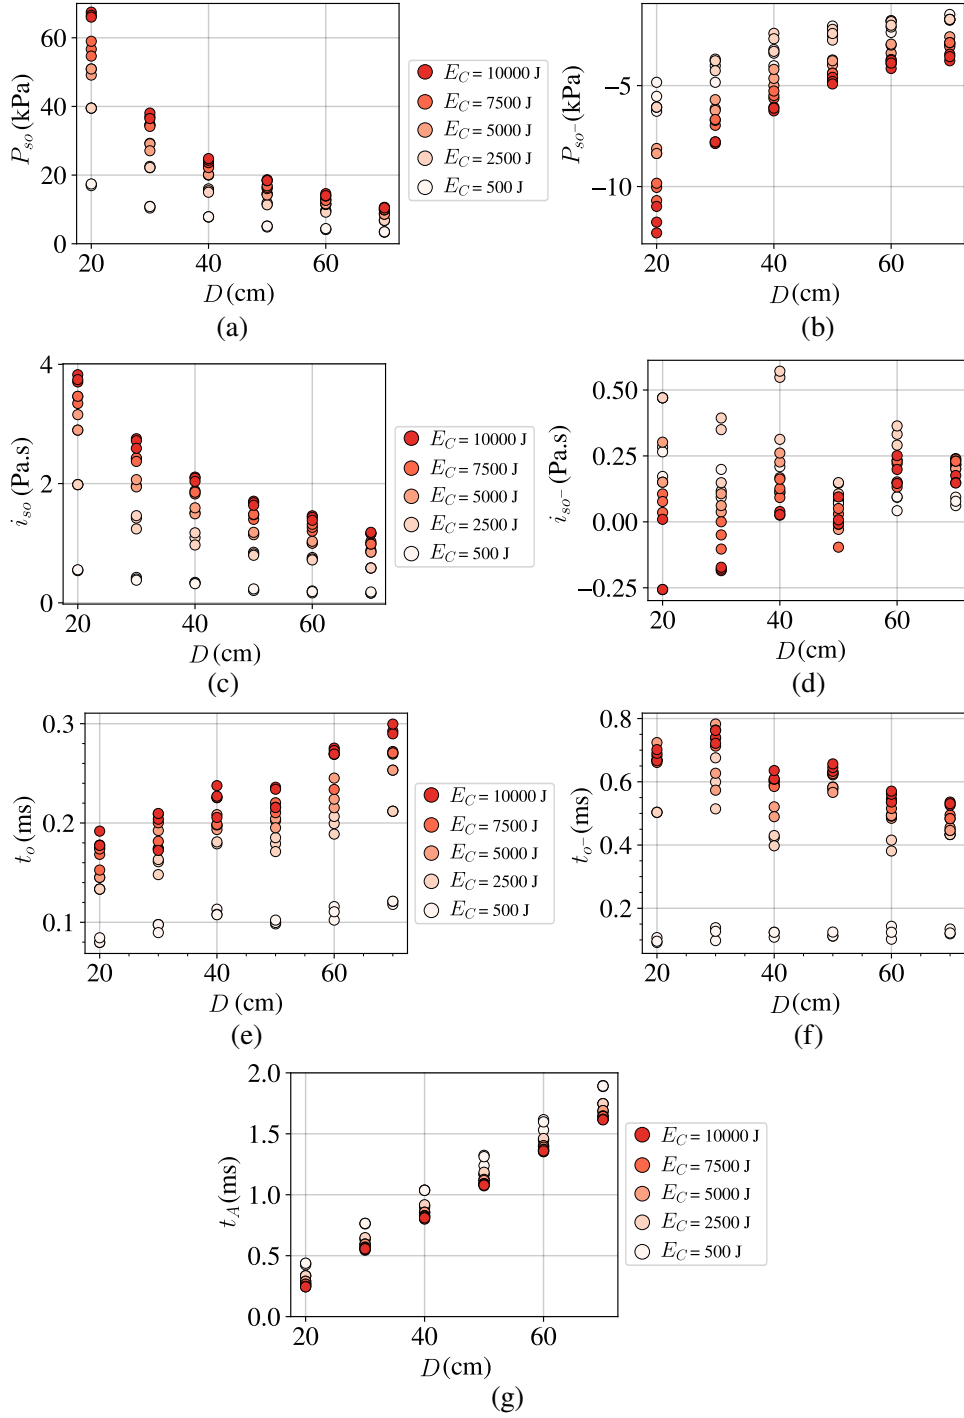 60
40
20
0
P_so (kPa)
20 40 60
D (cm)
(a)
E_C = 10000 J
E_C = 7500 J
E_C = 5000 J
E_C = 2500 J
E_C = 500 J
−5
−10
P_so− (kPa)
20 40 60
D (cm)
(b)
4
2
0
i_so (Pa.s)
20 40 60
D (cm)
(c)
E_C = 10000 J
E_C = 7500 J
E_C = 5000 J
E_C = 2500 J
E_C = 500 J
0.50
0.25
0.00
−0.25
i_so− (Pa.s)
20 40 60
D (cm)
(d)
0.3
0.2
0.1
t_o (ms)
20 40 60
D (cm)
(e)
E_C = 10000 J
E_C = 7500 J
E_C = 5000 J
E_C = 2500 J
E_C = 500 J
0.8
0.6
0.4
0.2
t_o− (ms)
20 40 60
D (cm)
(f)
2.0
1.5
1.0
0.5
0.0
t_A (ms)
20 40 60
D (cm)
(g)
E_C = 10000 J
E_C = 7500 J
E_C = 5000 J
E_C = 2500 J
E_C = 500 J